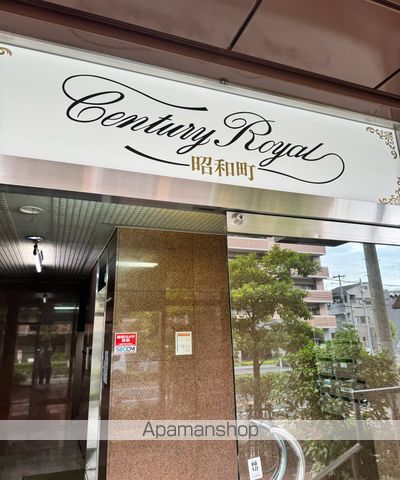 Century Royal
昭和町
SECOM
Apamanshop